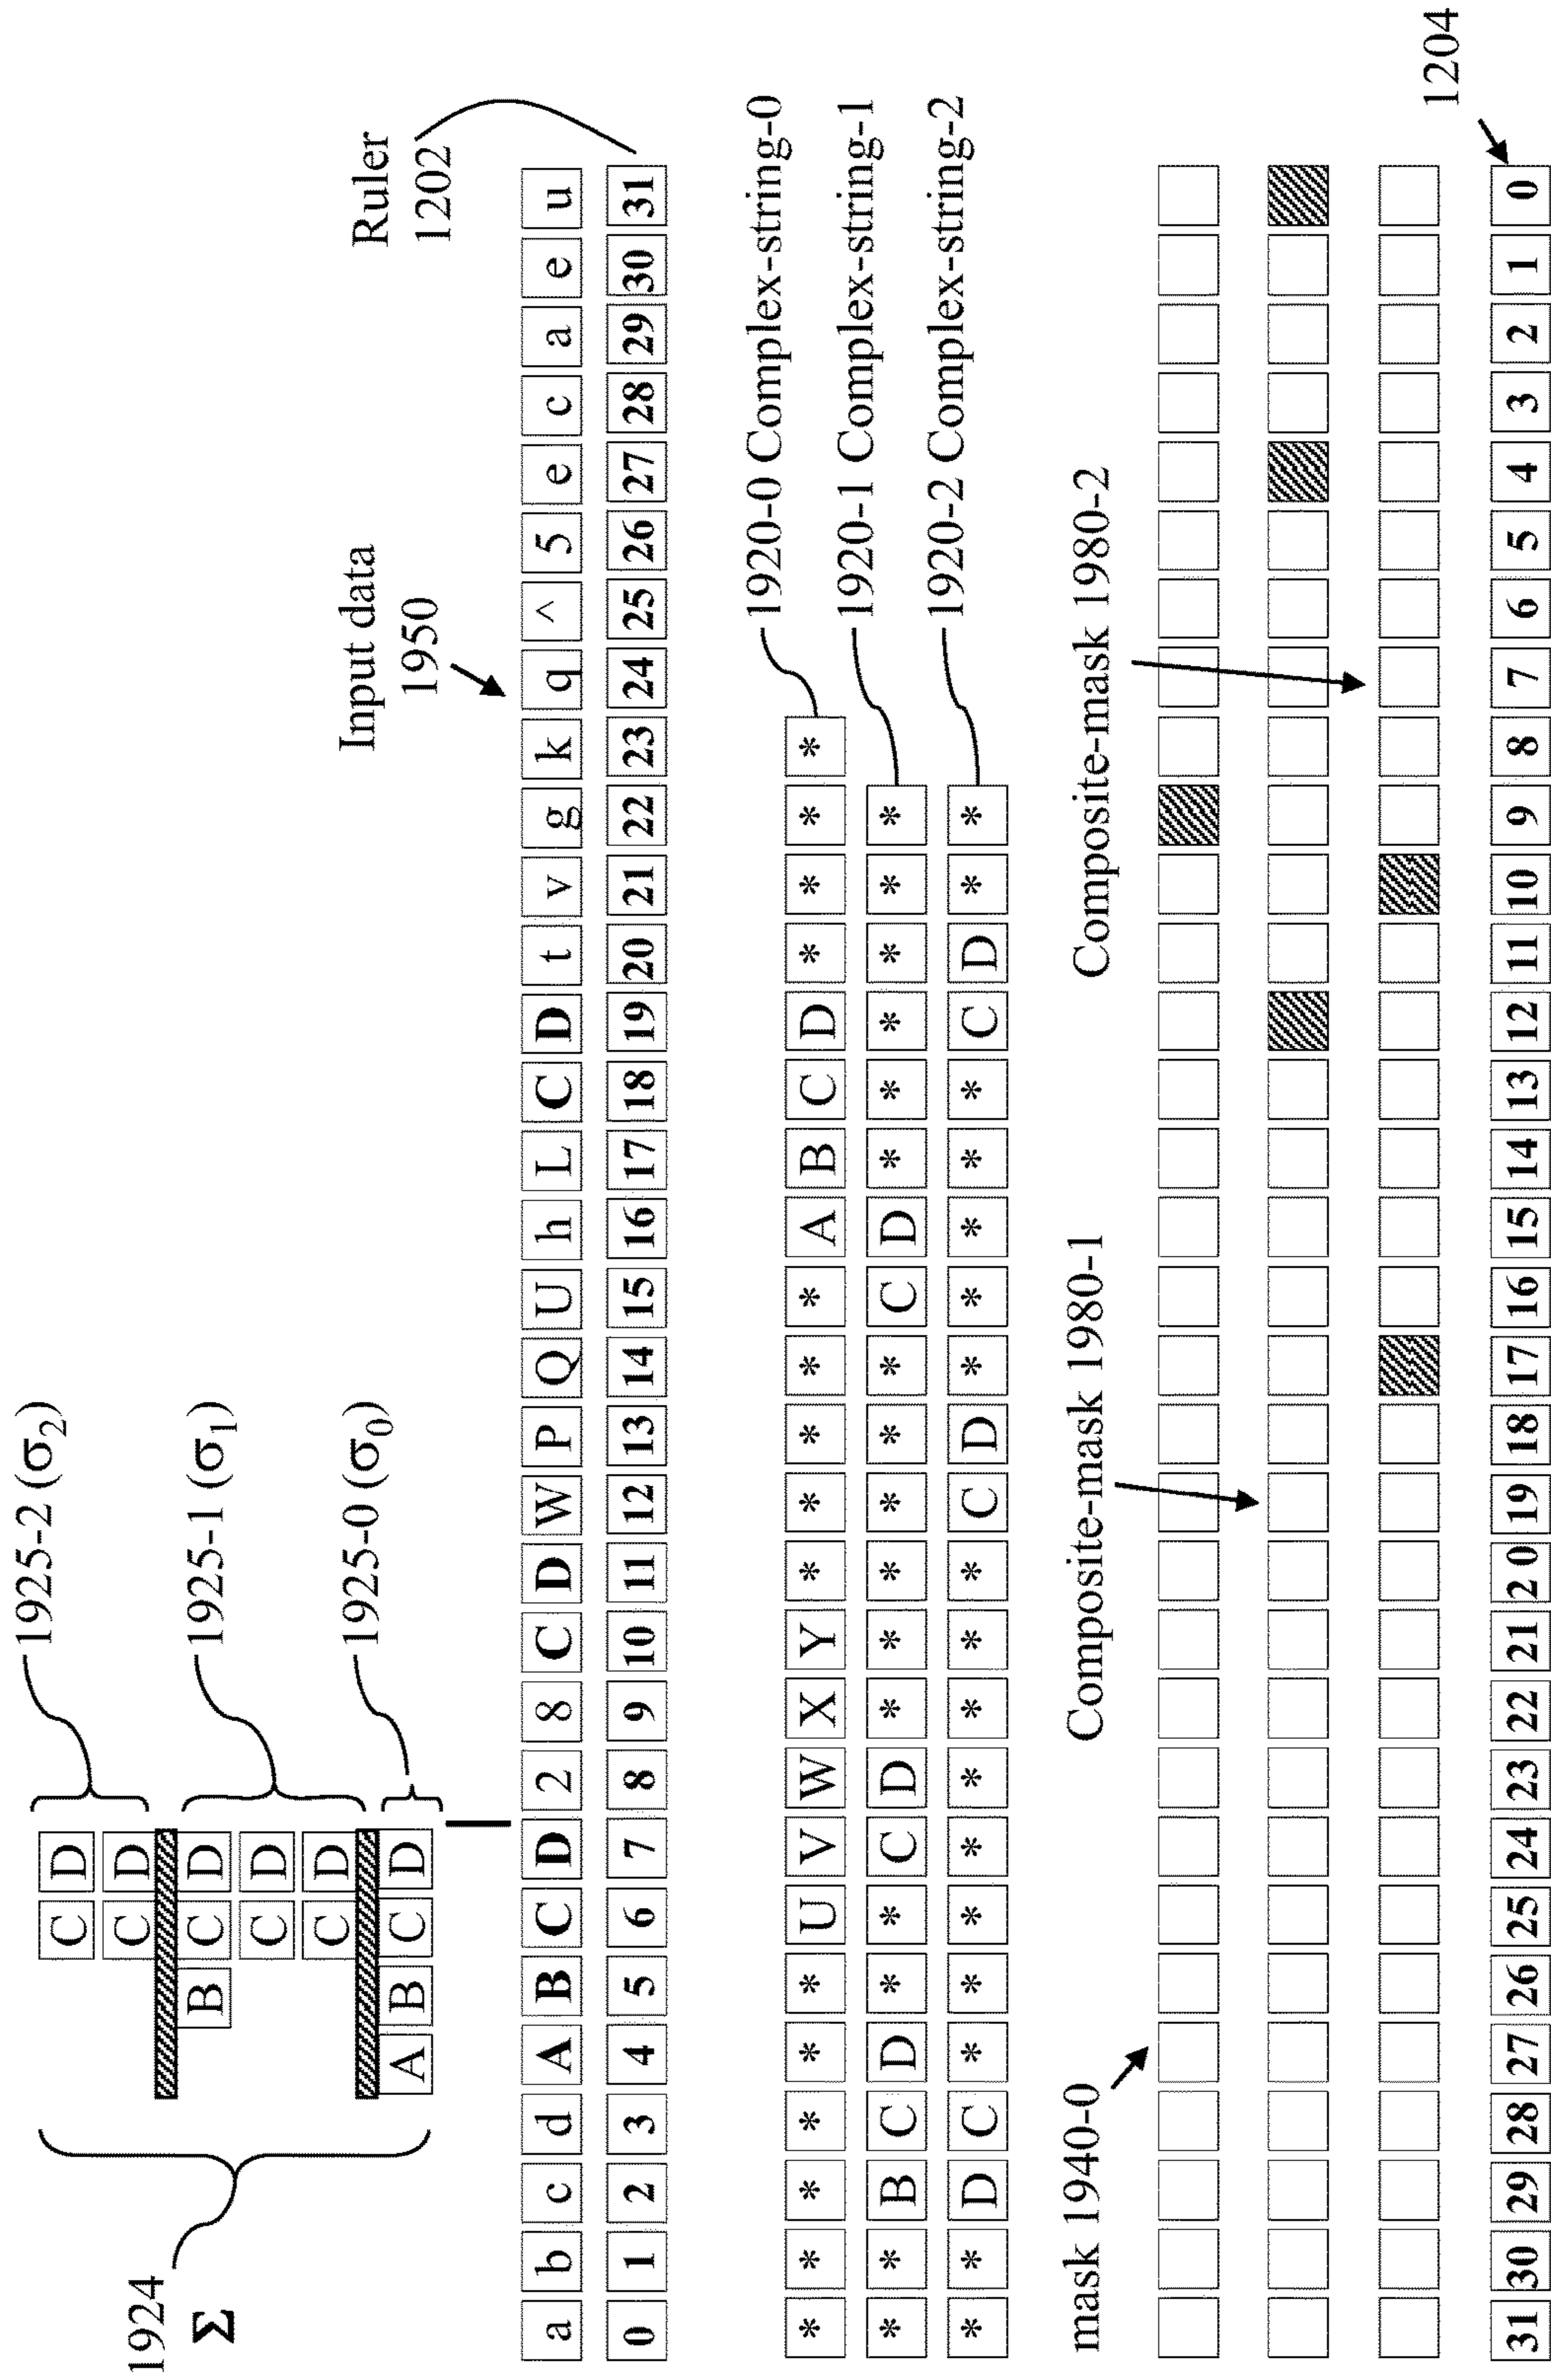 1925-2 (σ2)
C D
C D
1925-1 (σ1)
B C D
C D
C D
1925-0 (σ0)
A B C D
1924
Σ
Input data
1950
Ruler
1202
a b c d A B C D 2 8 C D W P Q U h L C D t v g k q ^ 5 e c a e u
0 1 2 3 4 5 6 7 8 9 10 11 12 13 14 15 16 17 18 19 20 21 22 23 24 25 26 27 28 29 30 31
* * * * * * U V W X Y * * * * * A B C D * * * *
1920-0 Complex-string-0
* * B C D * * C D * * * * * * C D * * * * * *
1920-1 Complex-string-1
* * D C * * * * * * * * C D * * * * * C D * *
1920-2 Complex-string-2
mask 1940-0
Composite-mask 1980-1
Composite-mask 1980-2
1204
31 30 29 28 27 26 25 24 23 22 21 2 0 19 18 17 16 15 14 13 12 11 10 9 8 7 6 5 4 3 2 1 0